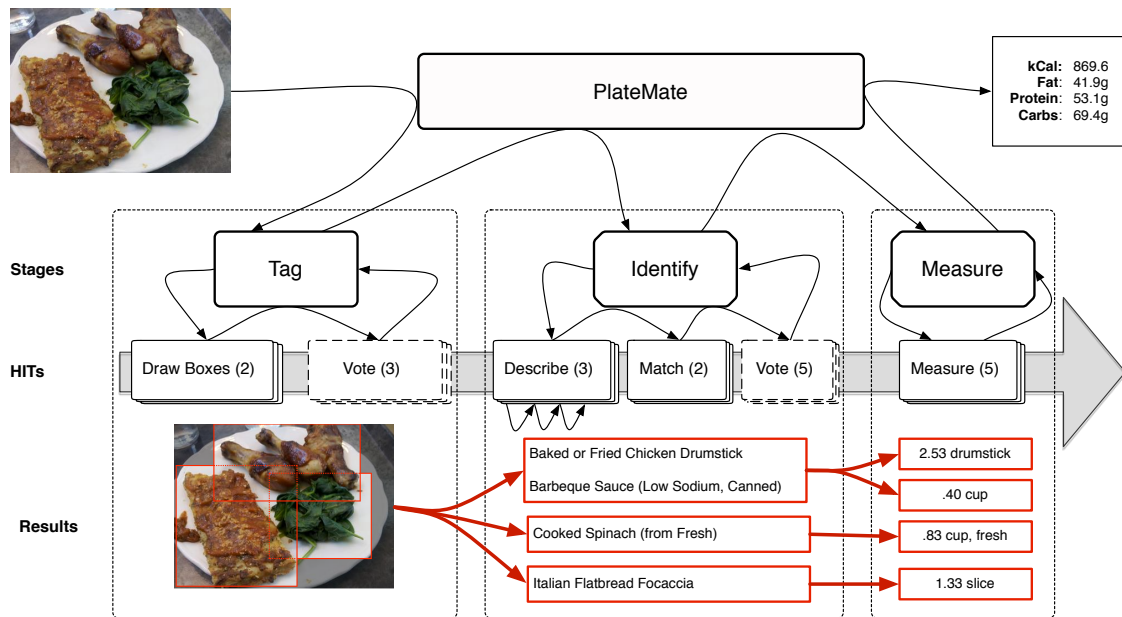 PlateMate
kCal: 869.6
Fat: 41.9g
Protein: 53.1g
Carbs: 69.4g
Stages
Tag
Identify
Measure
HITs
Draw Boxes (2)
Vote (3)
Describe (3)
Match (2)
Vote (5)
Measure (5)
Results
Baked or Fried Chicken Drumstick
Barbeque Sauce (Low Sodium, Canned)
Cooked Spinach (from Fresh)
Italian Flatbread Focaccia
2.53 drumstick
.40 cup
.83 cup, fresh
1.33 slice